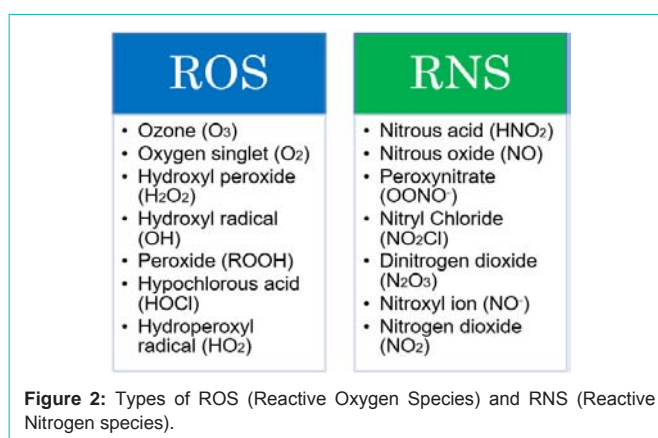 ROS
• Ozone (O₃)
• Oxygen singlet (O₂)
• Hydroxyl peroxide
(H₂O₂)
• Hydroxyl radical
(OH)
• Peroxide (ROOH)
• Hypochlorous acid
(HOCl)
• Hydroperoxyl
radical (HO₂)
RNS
• Nitrous acid (HNO₂)
• Nitrous oxide (NO)
• Peroxynitrate
(OONO⁻)
• Nitryl Chloride
(NO₂Cl)
• Dinitrogen dioxide
(N₂O₃)
• Nitroxyl ion (NO⁻)
• Nitrogen dioxide
(NO₂)
Figure 2: Types of ROS (Reactive Oxygen Species) and RNS (Reactive
Nitrogen species).